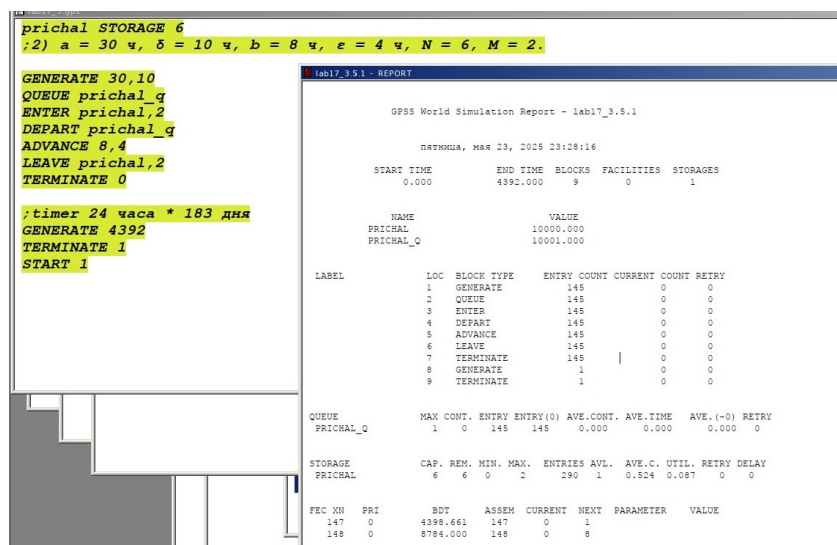 prichal STORAGE 6
;2) a = 30 ч, δ = 10 ч, b = 8 ч, ε = 4 ч, N = 6, M = 2.
GENERATE 30,10
QUEUE prichal_q
ENTER prichal,2
DEPART prichal_q
ADVANCE 8,4
LEAVE prichal,2
TERMINATE 0
;timer 24 часа * 183 дня
GENERATE 4392
TERMINATE 1
START 1
lab17_3.5.1 - REPORT
GPSS World Simulation Report - lab17_3.5.1
пятница, мая 23, 2025 23:28:16
START TIME END TIME BLOCKS FACILITIES STORAGES
0.000 4392.000 9 0 1
NAME VALUE
PRICHAL 10000.000
PRICHAL_Q 10001.000
LABEL LOC BLOCK TYPE ENTRY COUNT CURRENT COUNT RETRY
1 GENERATE 145 0 0
2 QUEUE 145 0 0
3 ENTER 145 0 0
4 DEPART 145 0 0
5 ADVANCE 145 0 0
6 LEAVE 145 0 0
7 TERMINATE 145 0 0
8 GENERATE 1 0 0
9 TERMINATE 1 0 0
QUEUE MAX CONT. ENTRY ENTRY(0) AVE.CONT. AVE.TIME AVE.(-0) RETRY
PRICHAL_Q 1 0 145 145 0.000 0.000 0.000 0
STORAGE CAP. REM. MIN. MAX. ENTRIES AVL. AVE.C. UTIL. RETRY DELAY
PRICHAL 6 6 0 2 290 1 0.524 0.087 0 0
FEC XN PRI BDT ASSEM CURRENT NEXT PARAMETER VALUE
147 0 4398.661 147 0 1
148 0 8784.000 148 0 8